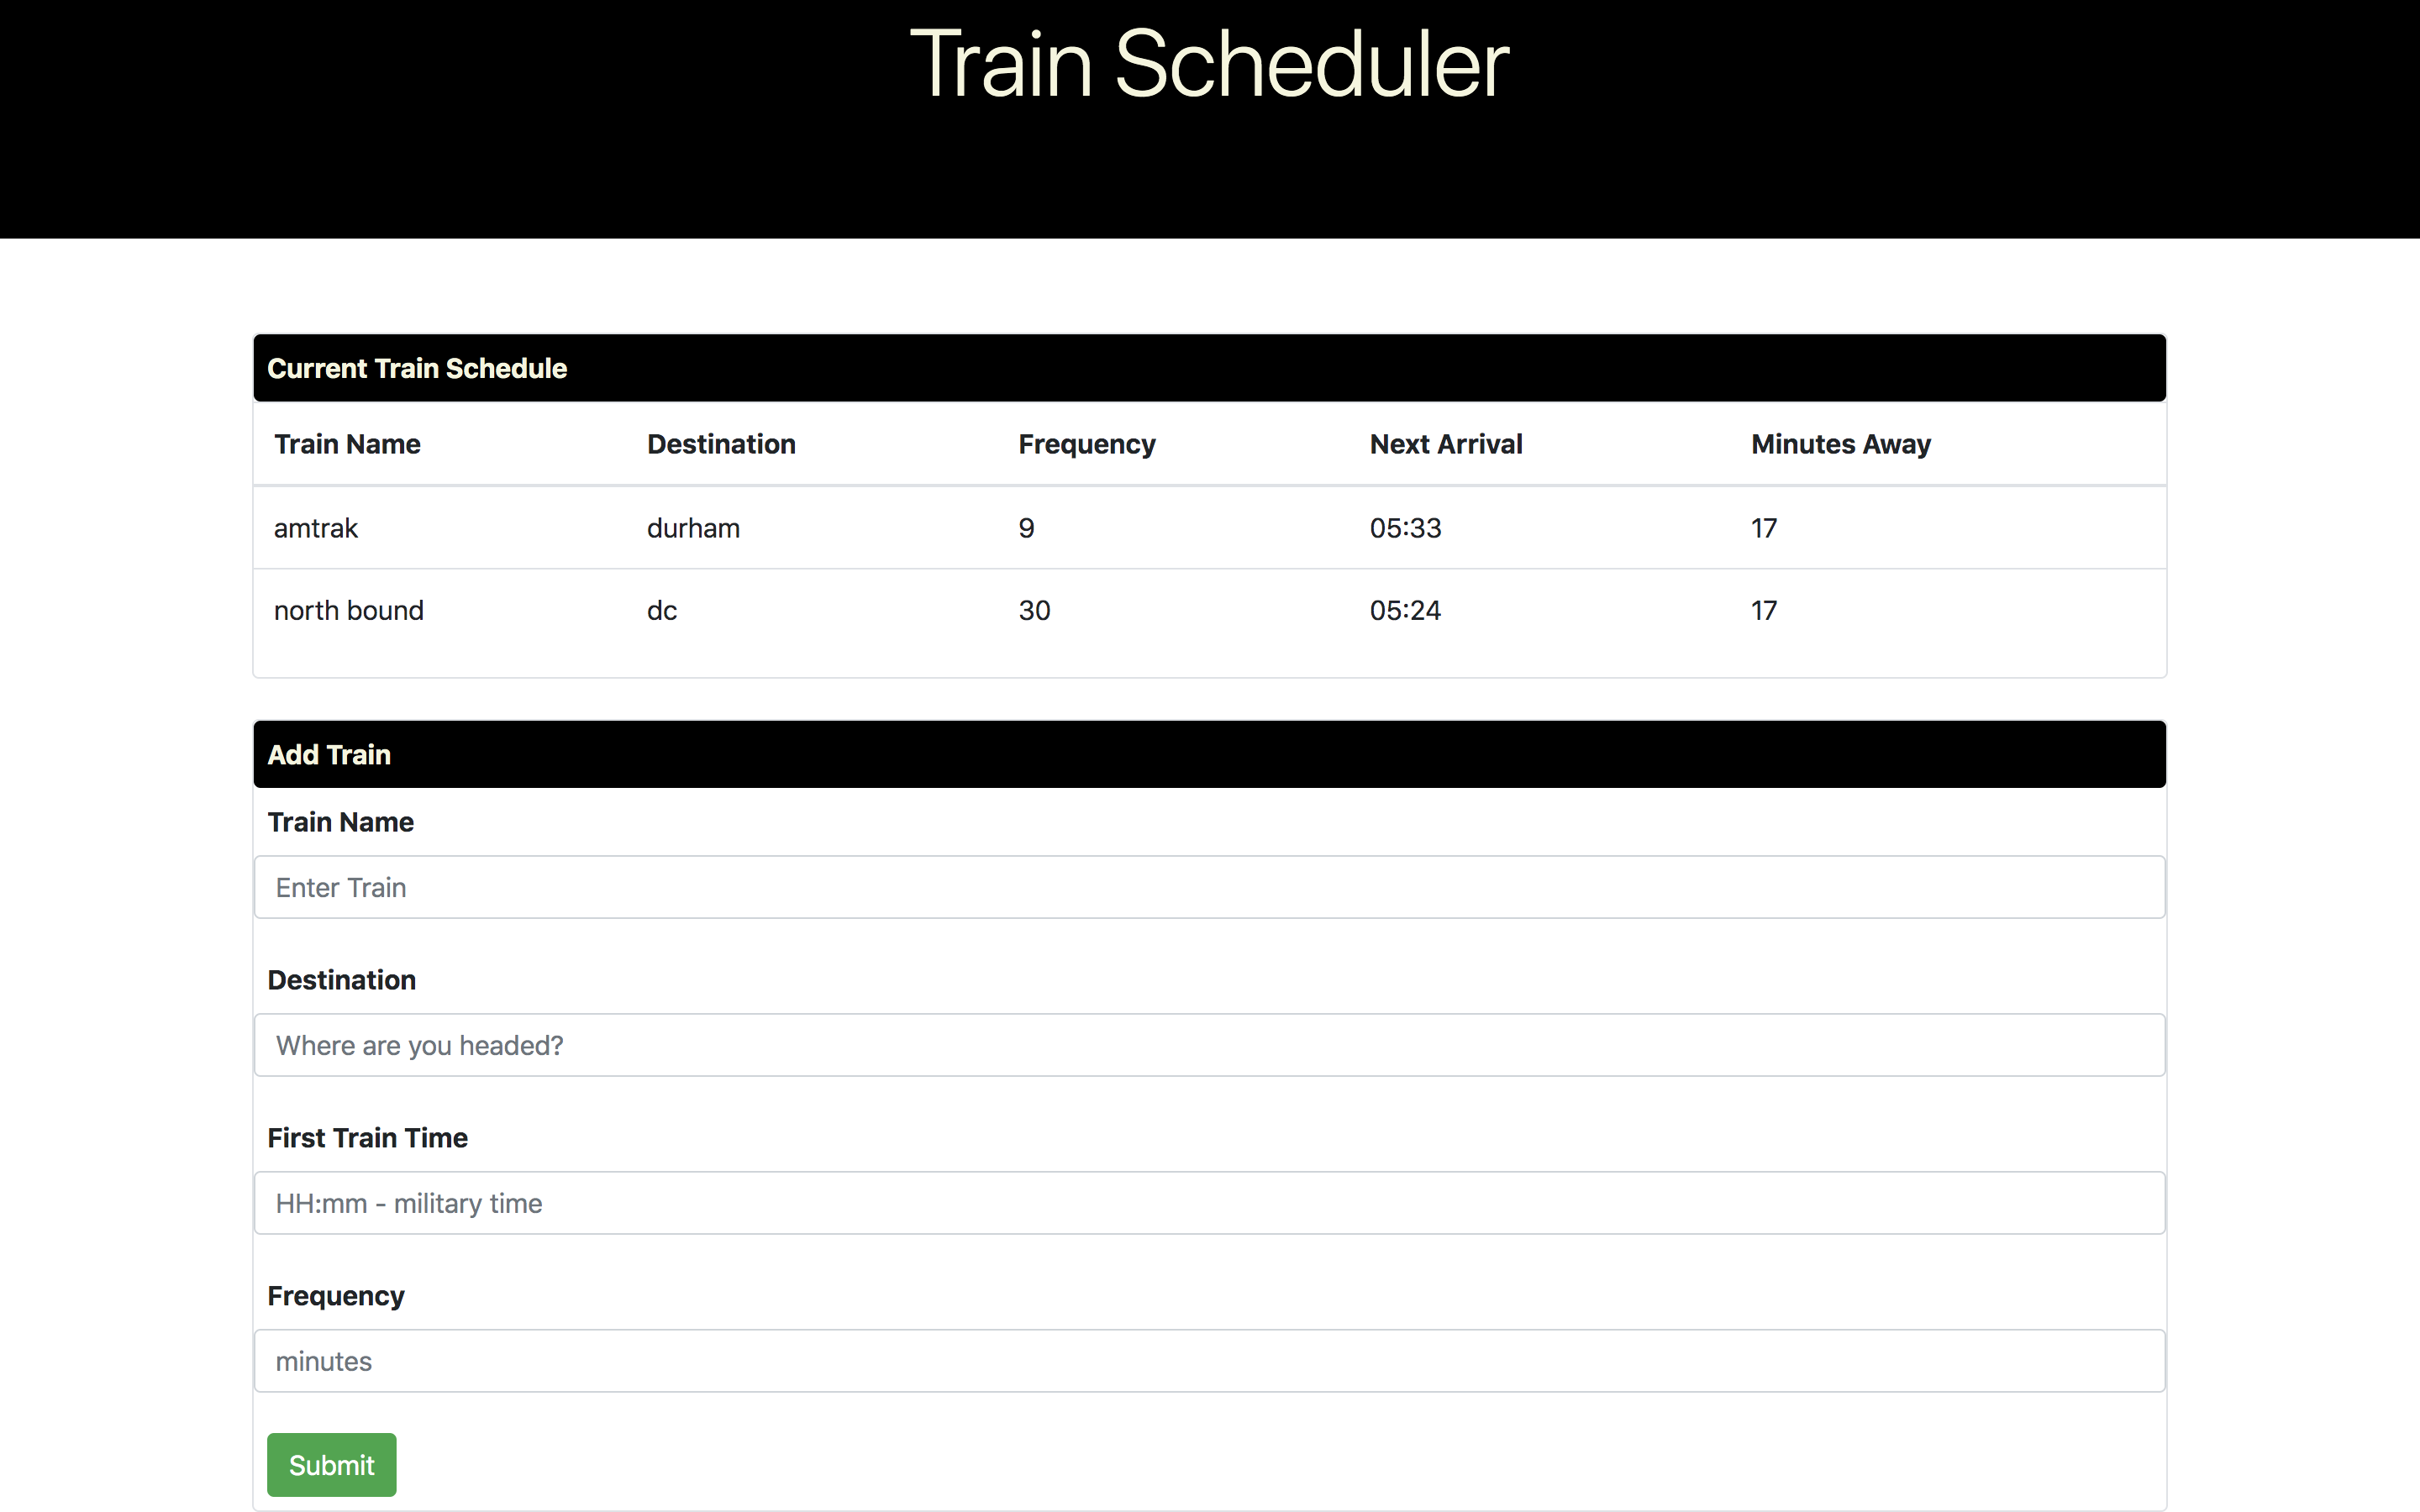 Train Scheduler
Current Train Schedule
Train Name Destination Frequency Next Arrival Minutes Away
amtrak durham 9 05:33 17
north bound dc 30 05:24 17
Add Train
Train Name
Enter Train
Destination
Where are you headed?
First Train Time
HH:mm - military time
Frequency
minutes
Submit